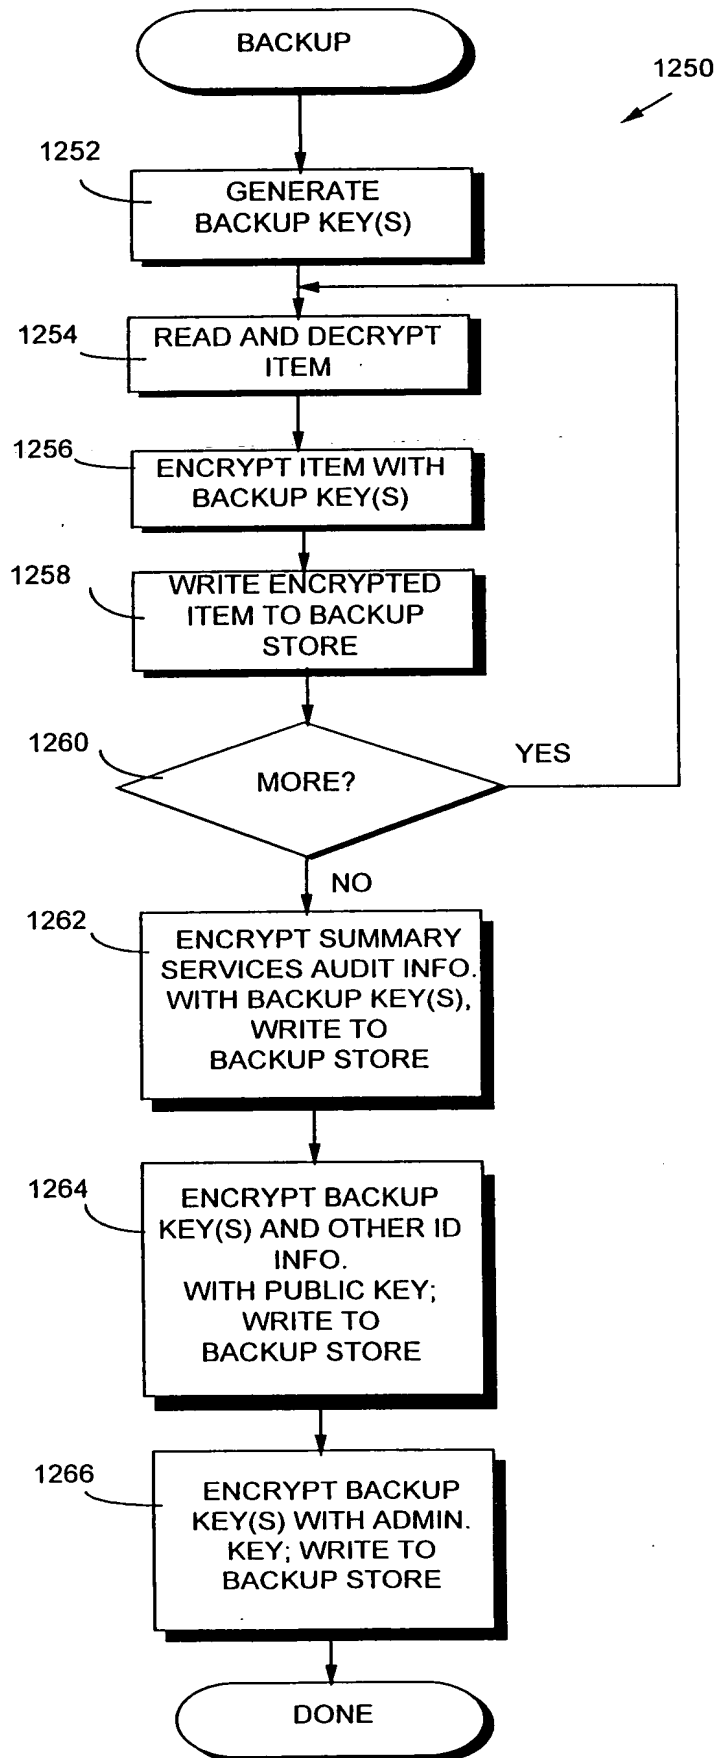 BACKUP
1250
1252
GENERATE
BACKUP KEY(S)
1254
READ AND DECRYPT
ITEM
1256
ENCRYPT ITEM WITH
BACKUP KEY(S)
1258
WRITE ENCRYPTED
ITEM TO BACKUP
STORE
1260
MORE?
YES
NO
1262
ENCRYPT SUMMARY
SERVICES AUDIT INFO.
WITH BACKUP KEY(S),
WRITE TO
BACKUP STORE
1264
ENCRYPT BACKUP
KEY(S) AND OTHER ID
INFO.
WITH PUBLIC KEY;
WRITE TO
BACKUP STORE
1266
ENCRYPT BACKUP
KEY(S) WITH ADMIN.
KEY; WRITE TO
BACKUP STORE
DONE